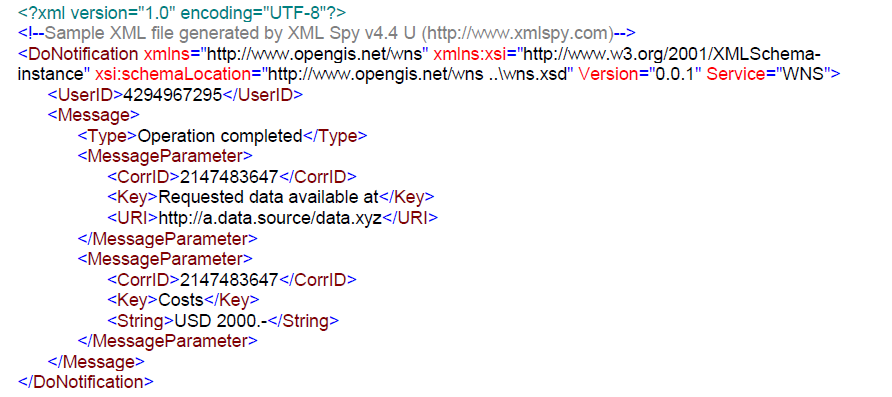 <?xml version="1.0" encoding="UTF-8"?>
<!--Sample XML file generated by XML Spy v4.4 U (http://www.xmlspy.com)-->
<DoNotification xmlns="http://www.opengis.net/wns" xmlns:xsi="http://www.w3.org/2001/XMLSchema-
instance" xsi:schemaLocation="http://www.opengis.net/wns ..\wns.xsd" Version="0.0.1" Service="WNS">
<UserID>4294967295</UserID>
<Message>
<Type>Operation completed</Type>
<MessageParameter>
<CorrID>2147483647</CorrID>
<Key>Requested data available at</Key>
<URI>http://a.data.source/data.xyz</URI>
</MessageParameter>
<MessageParameter>
<CorrID>2147483647</CorrID>
<Key>Costs</Key>
<String>USD 2000.-</String>
</MessageParameter>
</Message>
</DoNotification>